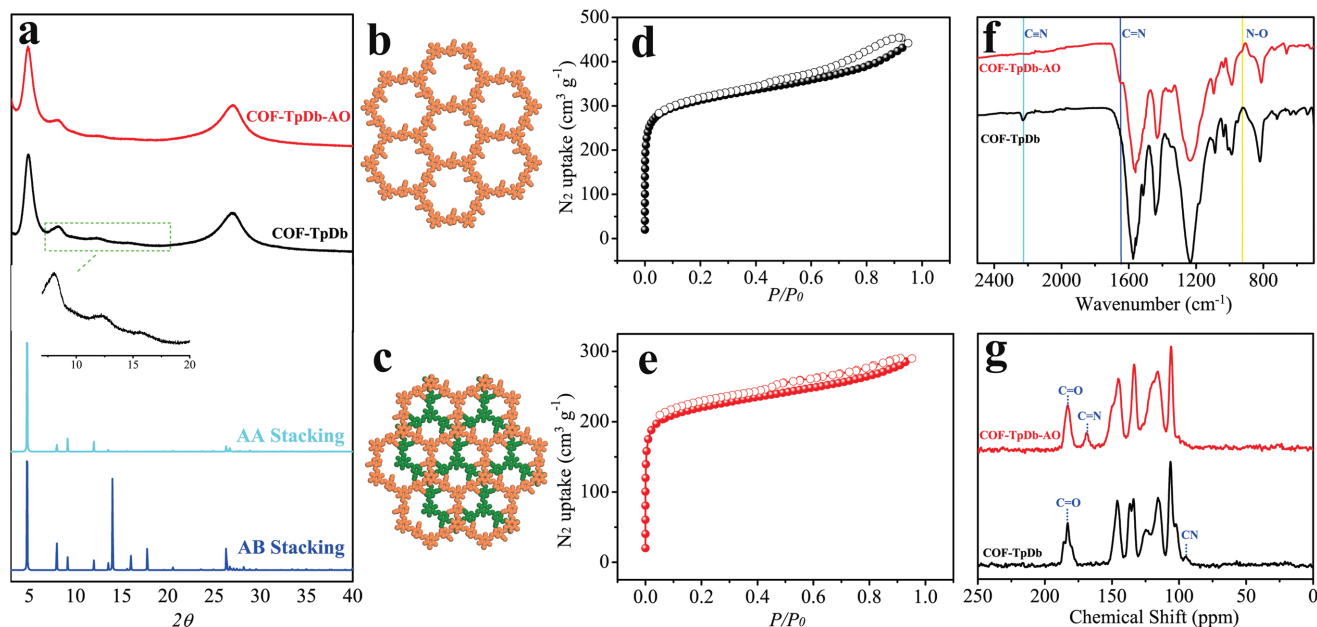 a
COF-TpDb-AO
COF-TpDb
10 15 20
AA Stacking
AB Stacking
5 10 15 20 25 30 35 40
2θ
b
c
d
500
400
300
200
100
0
N2 uptake (cm3 g-1)
0.0 0.2 0.4 0.6 0.8 1.0
P/P0
e
300
200
100
0
N2 uptake (cm3 g-1)
0.0 0.2 0.4 0.6 0.8 1.0
P/P0
f
C≡N C=N N-O
COF-TpDb-AO
COF-TpDb
2400 2000 1600 1200 800
Wavenumber (cm-1)
g
C=O
C=N
COF-TpDb-AO
C=O
CN
COF-TpDb
250 200 150 100 50 0
Chemical Shift (ppm)